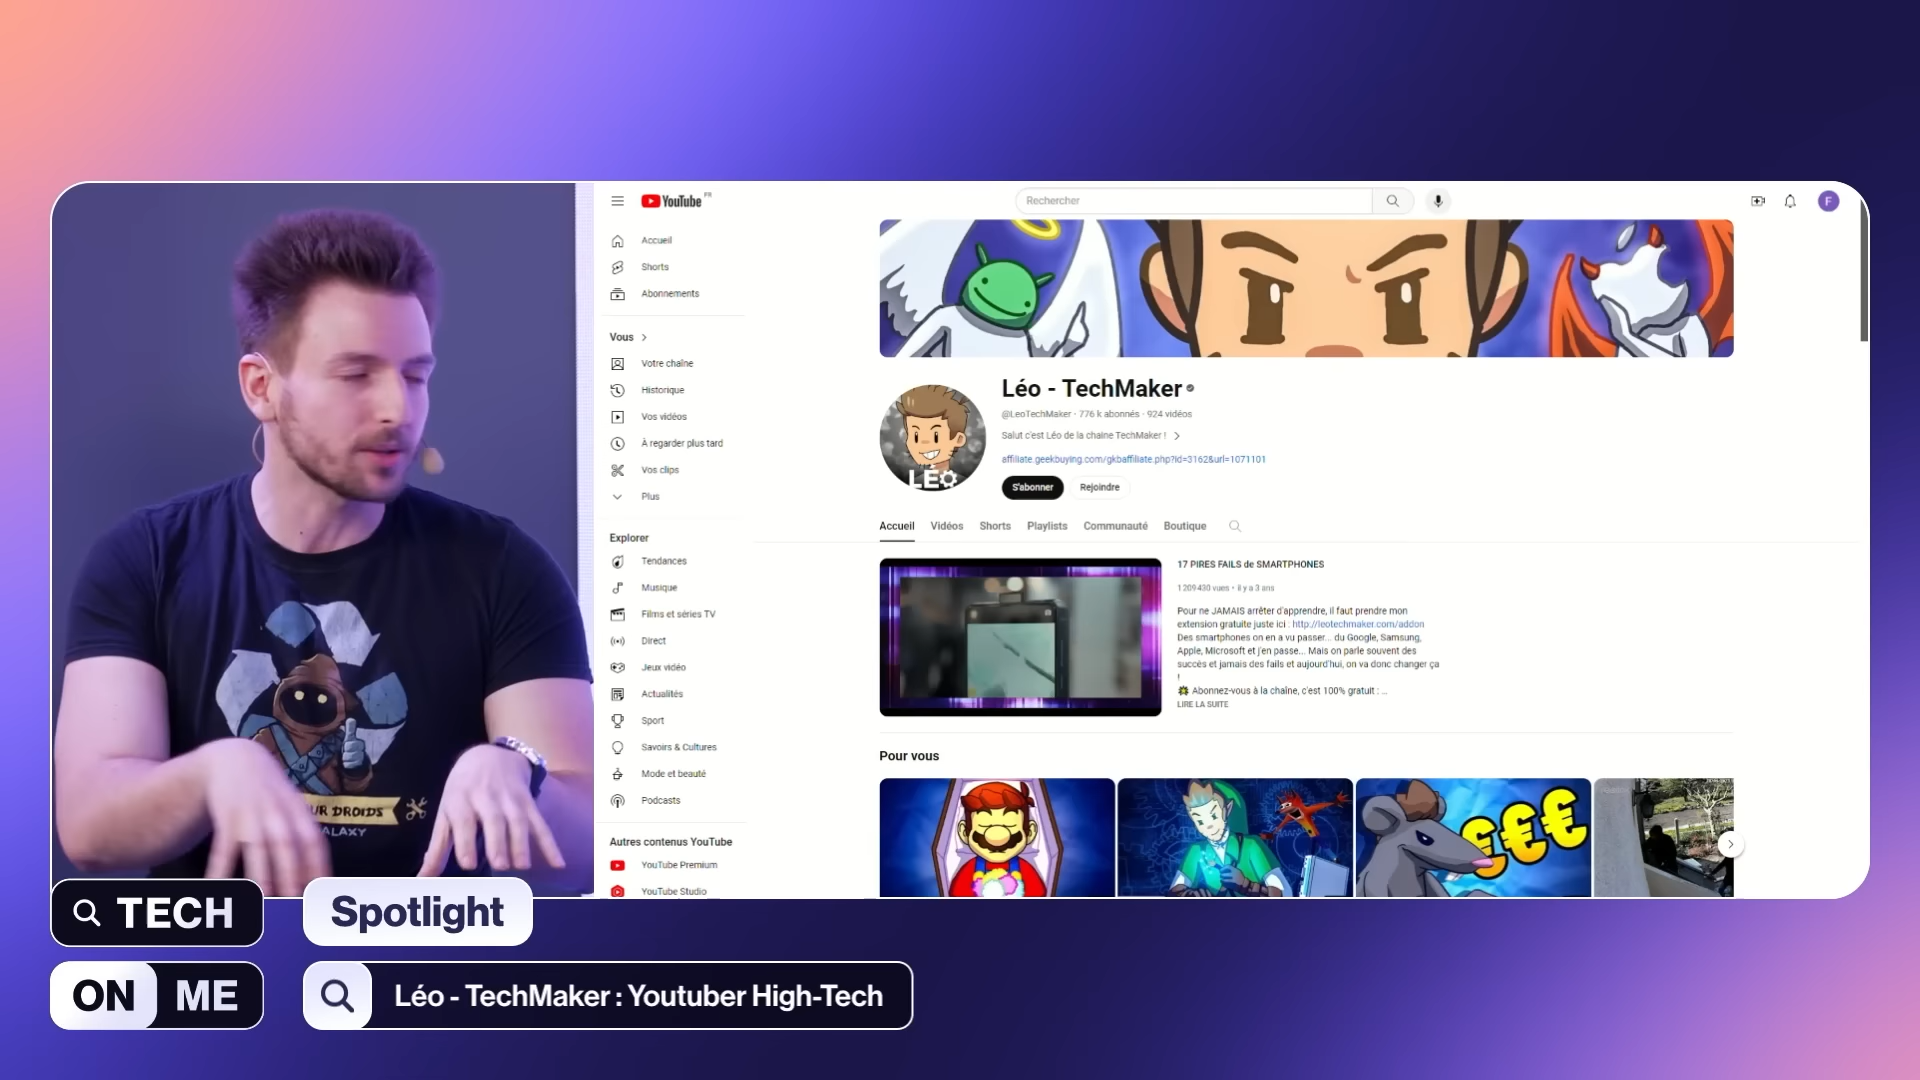 YouTube FR
Rechercher
F
Accueil
Shorts
Abonnements
Vous
Votre chaîne
Historique
Vos vidéos
À regarder plus tard
Vos clips
Plus
Explorer
Tendances
Musique
Films et séries TV
Direct
Jeux vidéo
Actualités
Sport
Savoirs & Cultures
Mode et beauté
Podcasts
Autres contenus YouTube
YouTube Premium
YouTube Studio
LÉO
Léo - TechMaker
@LeoTechMaker · 776 k abonnés · 924 vidéos
Salut c'est Léo de la chaine TechMaker !
affiliate.geekbuying.com/gkbaffiliate.php?id=3162&url=1071101
S'abonner
Rejoindre
Accueil Vidéos Shorts Playlists Communauté Boutique
17 PIRES FAILS de SMARTPHONES
1 209 430 vues • il y a 3 ans
Pour ne JAMAIS arrêter d'apprendre, il faut prendre mon
extension gratuite juste ici : http://leotechmaker.com/addon
Des smartphones on en a vu passer... du Google, Samsung,
Apple, Microsoft et j'en passe... Mais on parle souvent des
succès et jamais des fails et aujourd'hui, on va donc changer ça
!
Abonnez-vous à la chaîne, c'est 100% gratuit : ...
LIRE LA SUITE
Pour vous
€€€
UR DROIDS
ALAXY
TECH
ON ME
Spotlight
Léo - TechMaker : Youtuber High-Tech